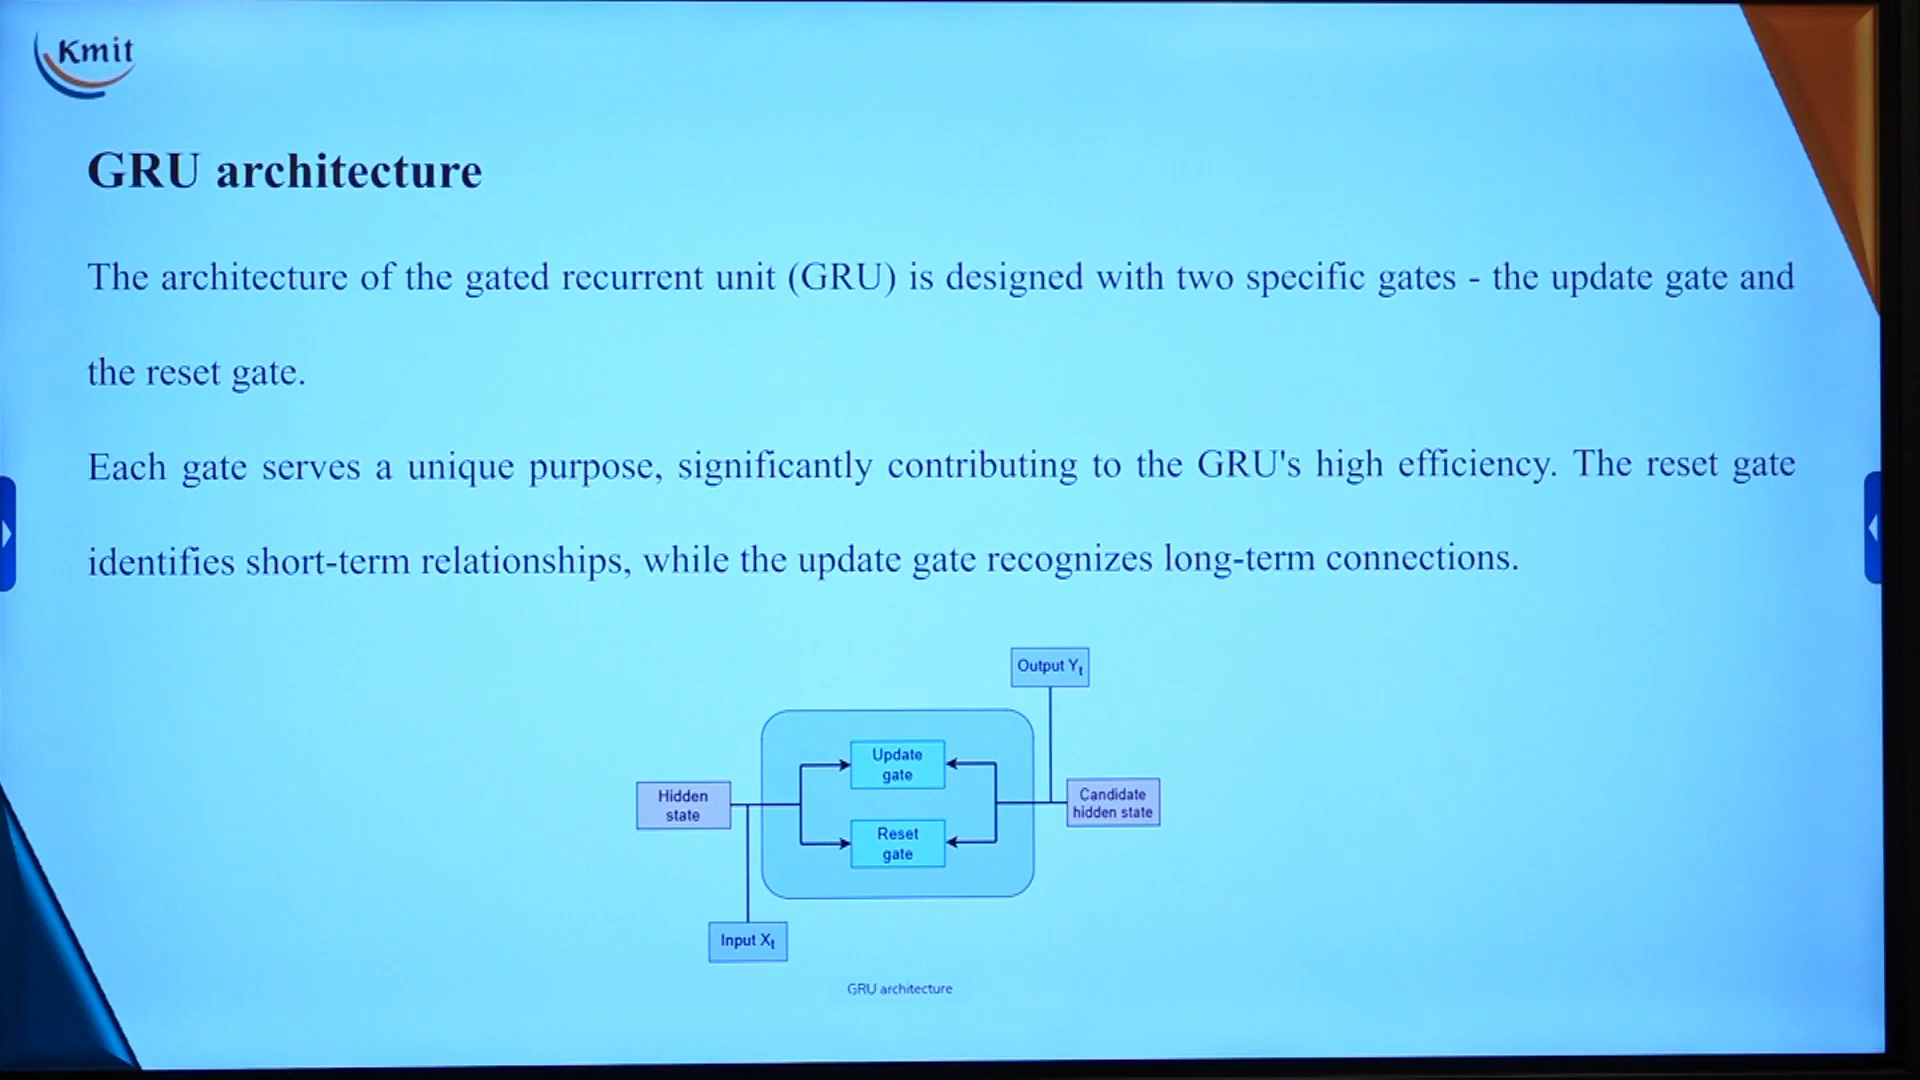 Kmit
GRU architecture
The architecture of the gated recurrent unit (GRU) is designed with two specific gates - the update gate and
the reset gate.
Each gate serves a unique purpose, significantly contributing to the GRU's high efficiency. The reset gate
identifies short-term relationships, while the update gate recognizes long-term connections.
Output Yt
Update
gate
Hidden
state
Candidate
hidden state
Reset
gate
Input Xt
GRU architecture